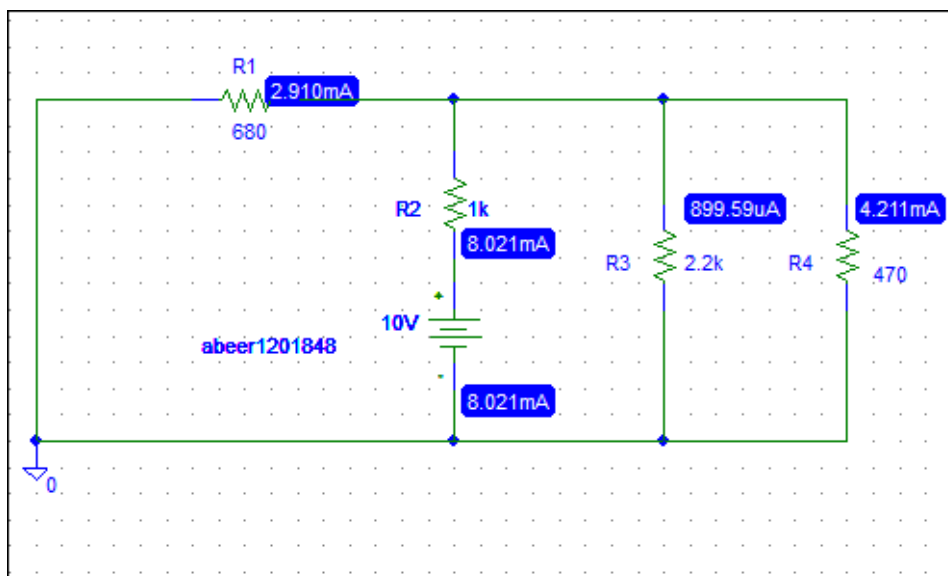 R1
2.910mA
680
R2
1k
8.021mA
899.59uA
4.211mA
R3
2.2k
R4
470
+
10V
abeer1201848
-
8.021mA
0